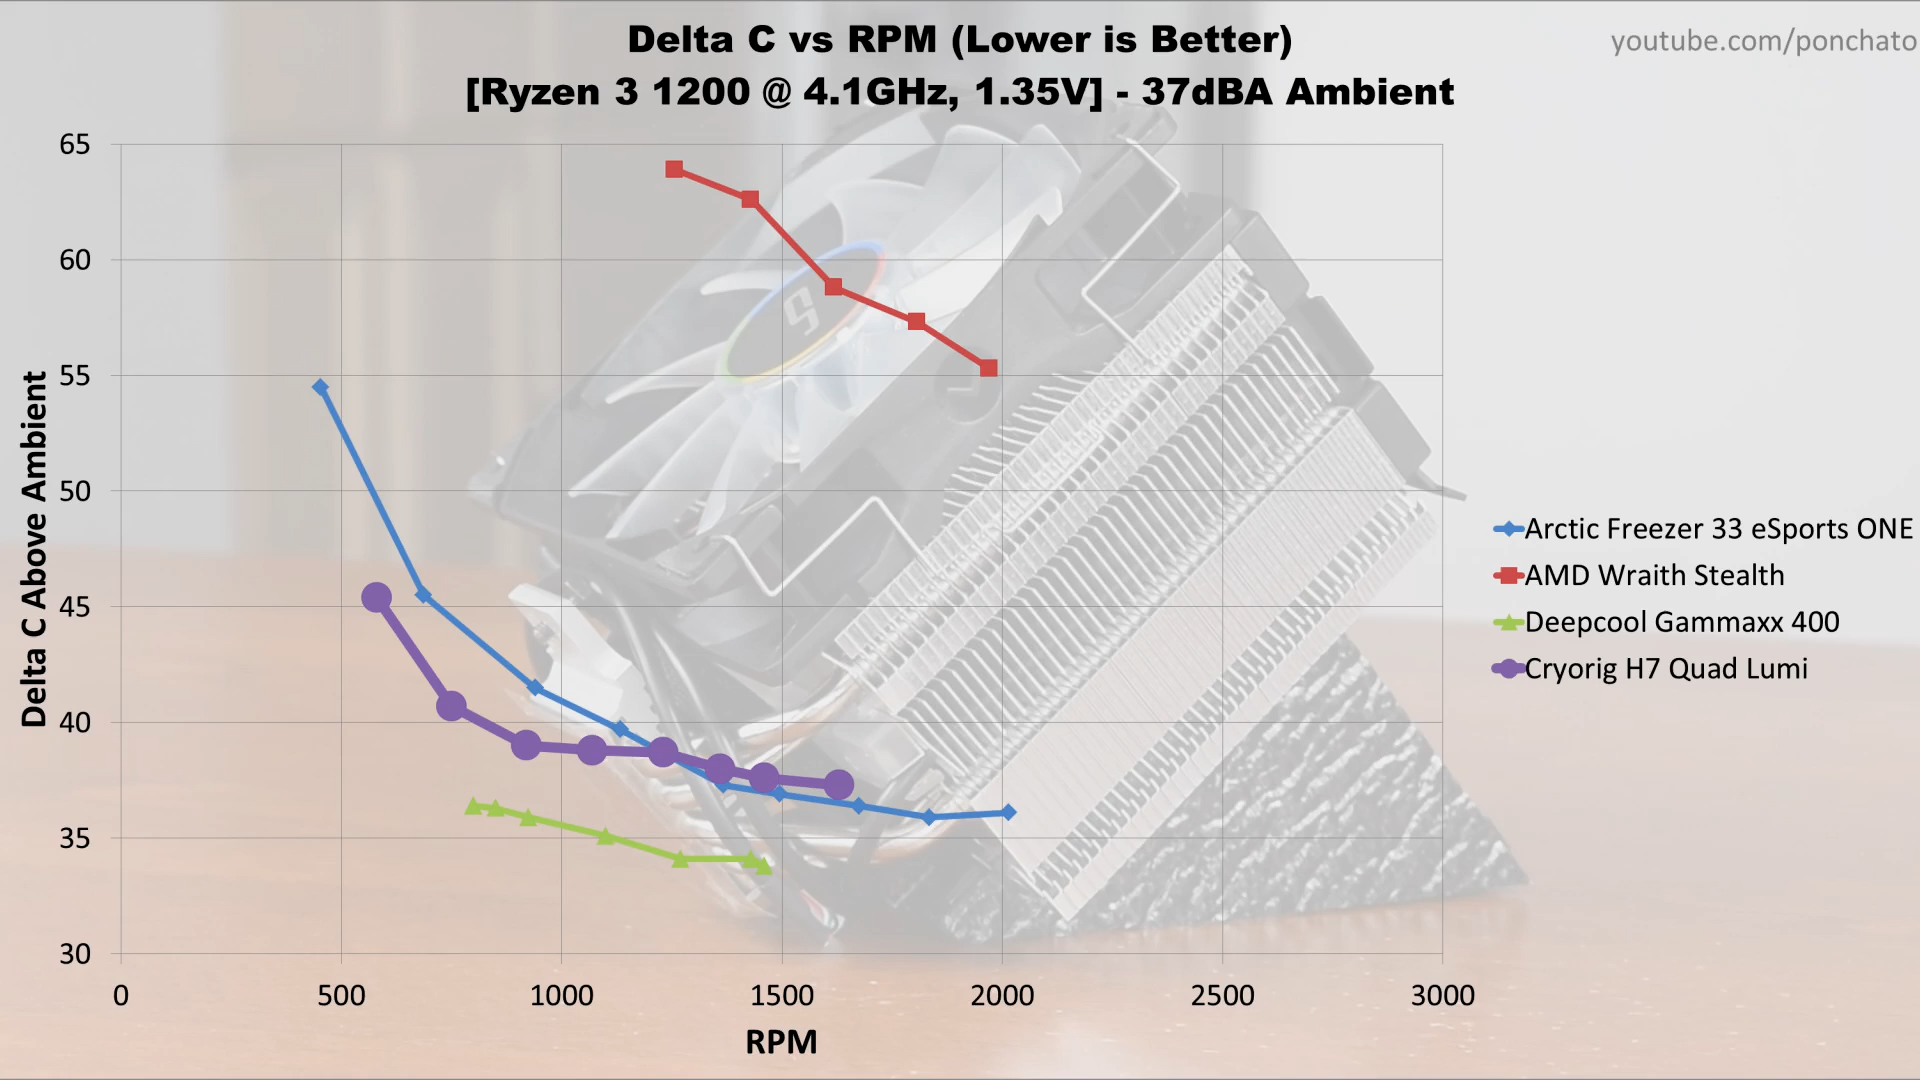 Delta C vs RPM (Lower is Better)
[Ryzen 3 1200 @ 4.1GHz, 1.35V] - 37dBA Ambient
youtube.com/ponchato
Delta C Above Ambient
65
60
55
50
45
40
35
30
0 500 1000 1500 2000 2500 3000
RPM
Arctic Freezer 33 eSports ONE
AMD Wraith Stealth
Deepcool Gammaxx 400
Cryorig H7 Quad Lumi